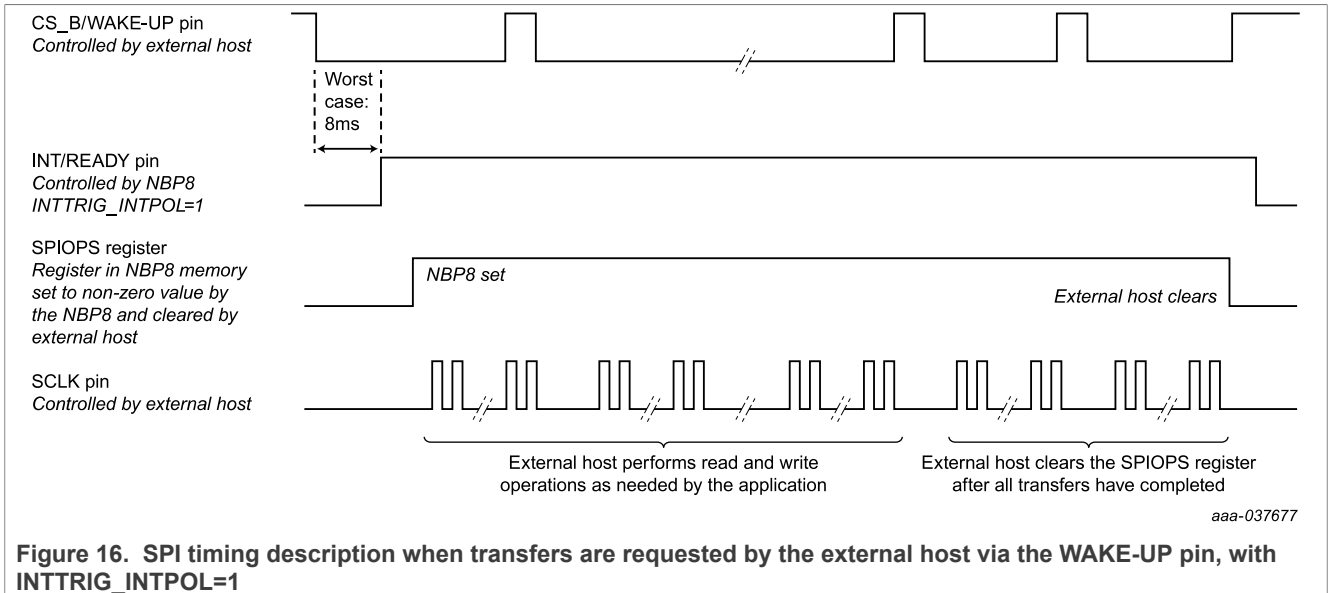 CS_B/WAKE-UP pin
Controlled by external host
Worst
case:
8ms
INT/READY pin
Controlled by NBP8
INTTRIG_INTPOL=1
SPIOPS register
Register in NBP8 memory
set to non-zero value by
the NBP8 and cleared by
external host
NBP8 set
External host clears
SCLK pin
Controlled by external host
External host performs read and write
operations as needed by the application
External host clears the SPIOPS register
after all transfers have completed
aaa-037677
Figure 16. SPI timing description when transfers are requested by the external host via the WAKE-UP pin, with
INTTRIG_INTPOL=1